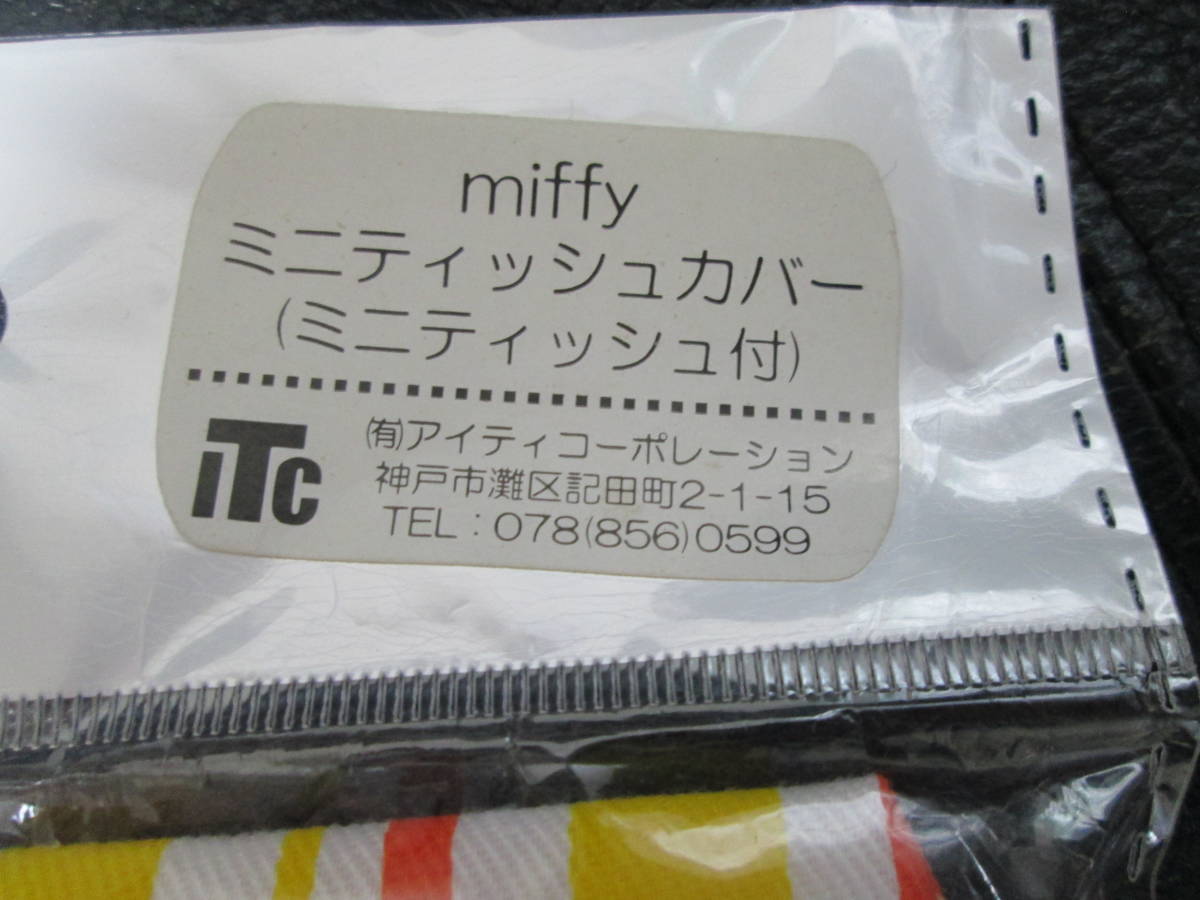 miffy
ミニティッシュカバー
(ミニティッシュ付)
iTC
㈲アイティコーポレーション
神戸市灘区記田町2-1-15
TEL：078(856)0599